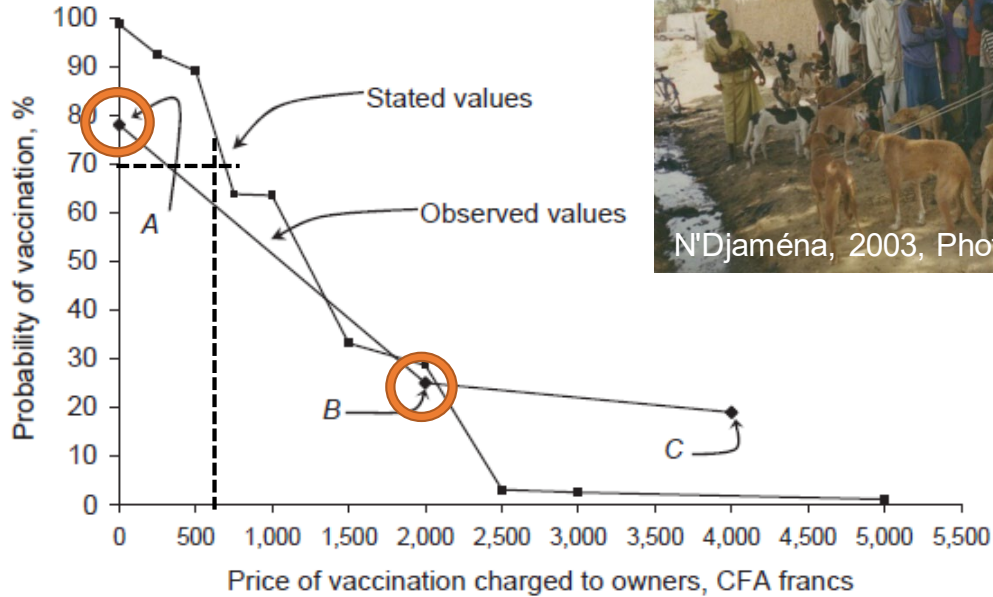 Probability of vaccination, %
100
90
80
70
60
50
40
30
20
10
0
Stated values
Observed values
A
B
C
0 500 1,000 1,500 2,000 2,500 3,000 3,500 4,000 4,500 5,000 5,500
Price of vaccination charged to owners, CFA francs
N'Djaména, 2003,